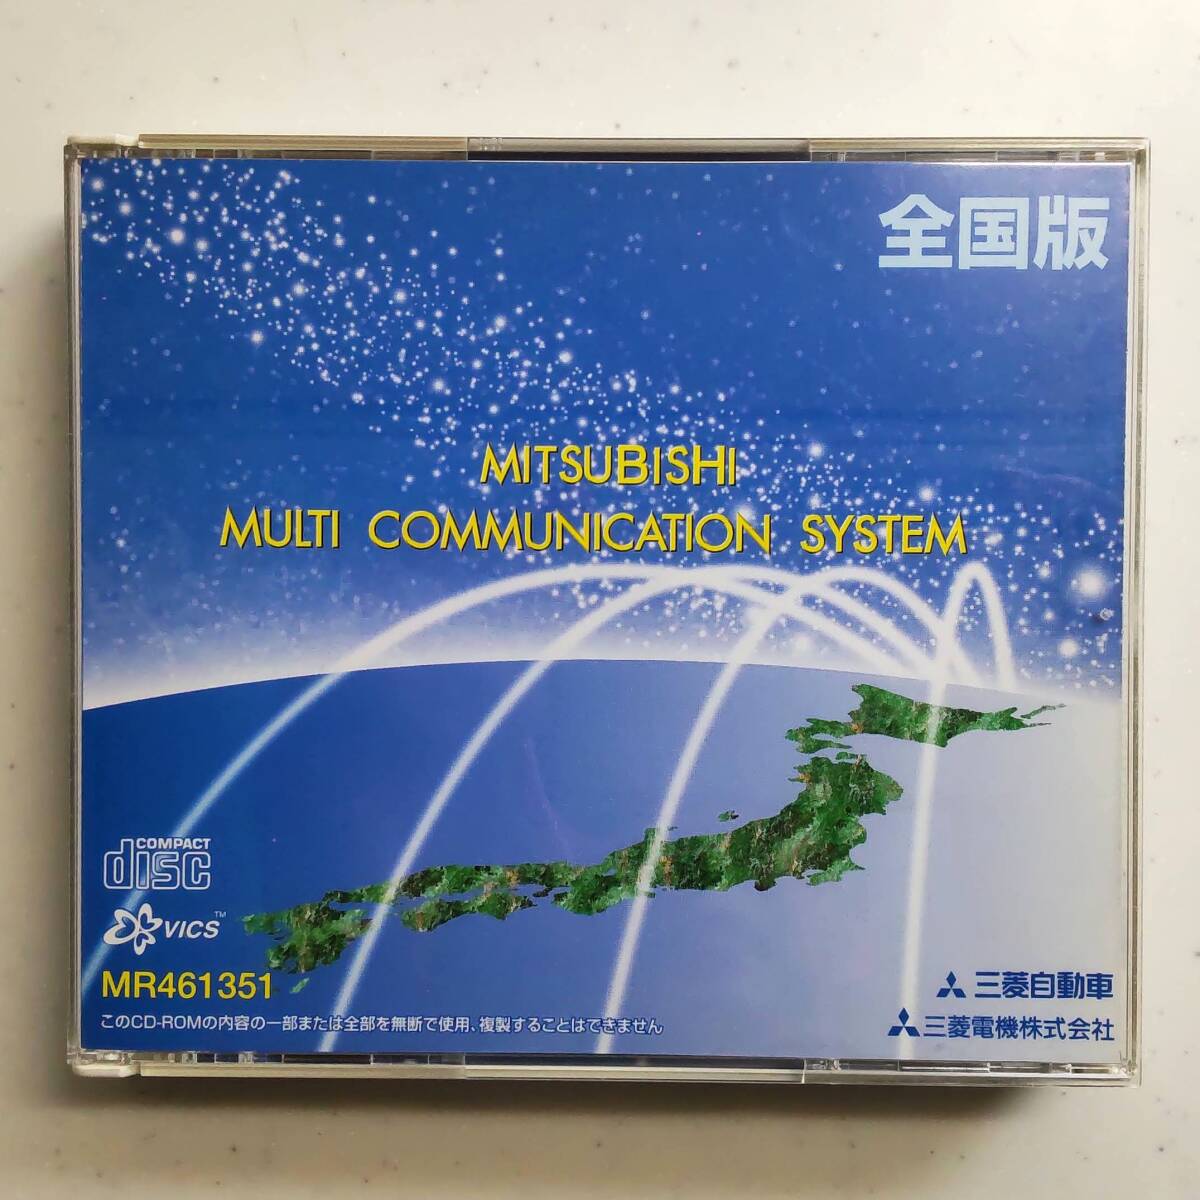 全国版
MITSUBISHI
MULTI COMMUNICATION SYSTEM
COMPACT
disc
VICS™
MR461351
このCD-ROMの内容の一部または全部を無断で使用、複製することはできません
三菱自動車
三菱電機株式会社